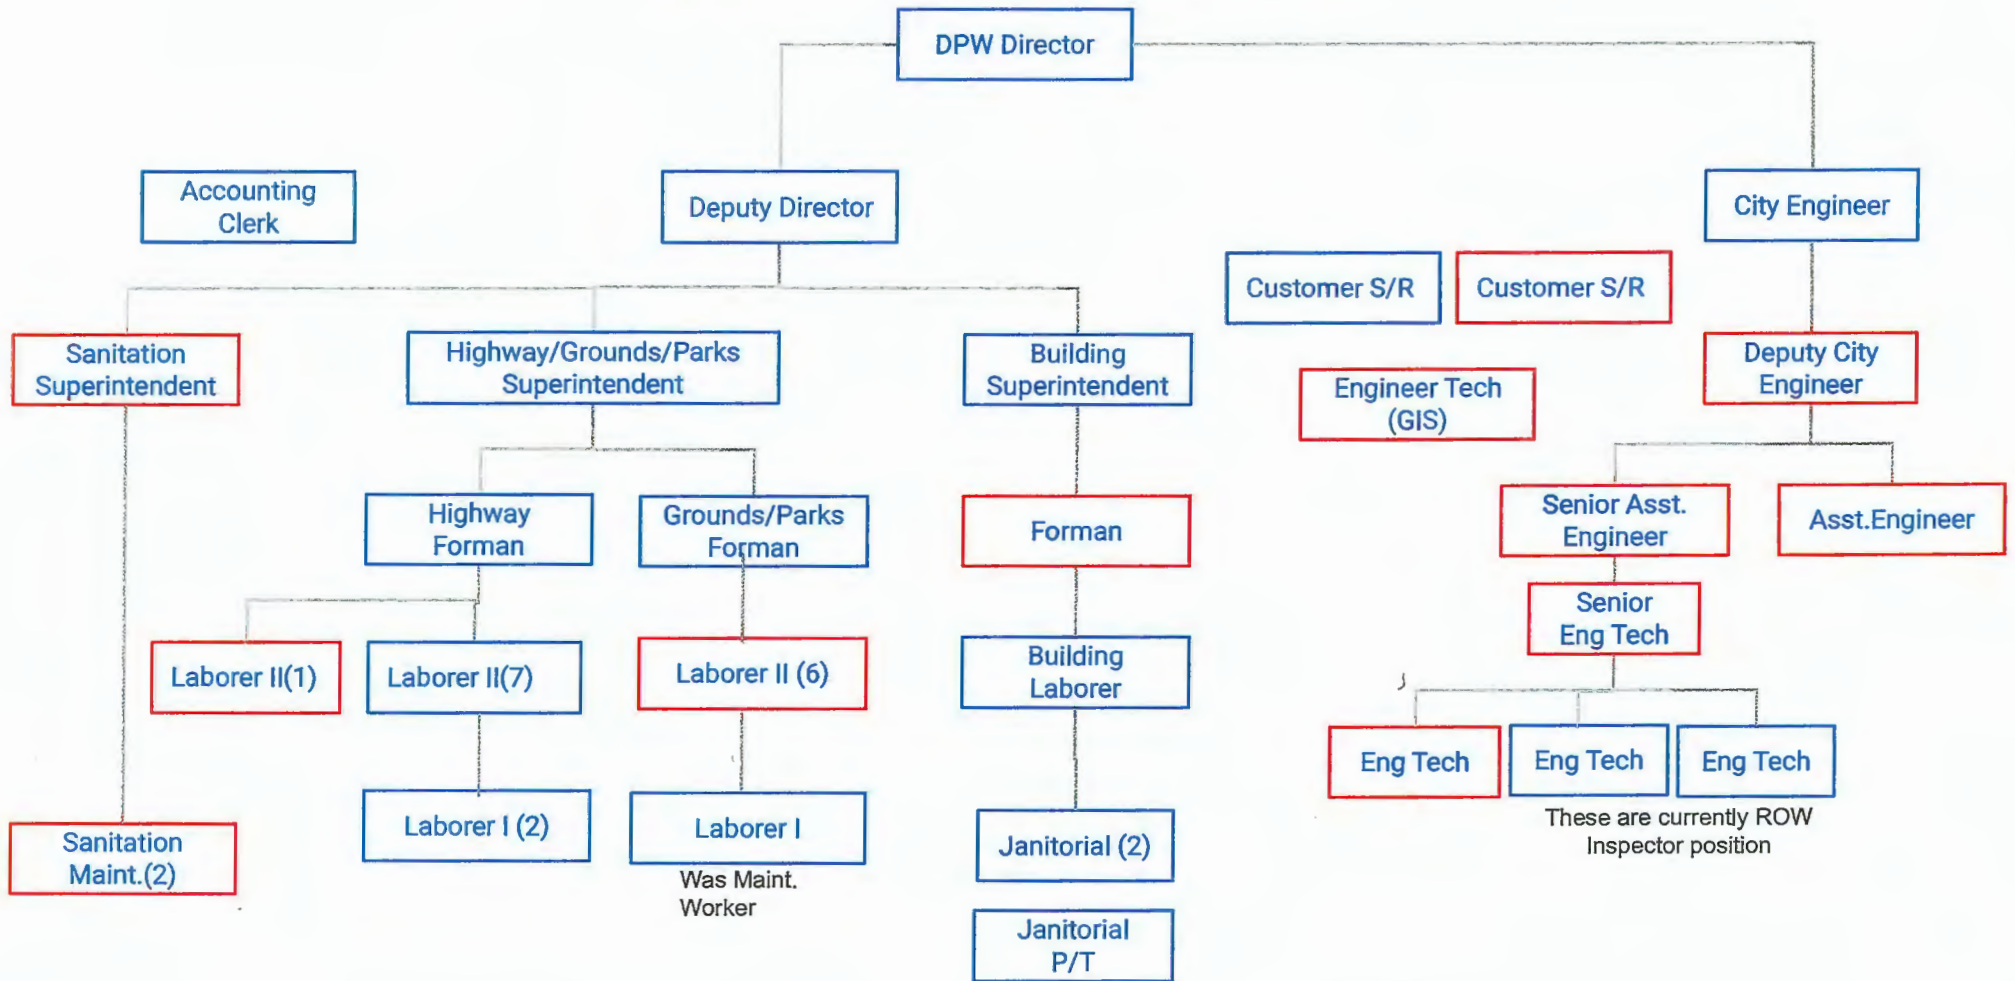 DPW Director
Accounting
Clerk
Deputy Director
City Engineer
Customer S/R
Customer S/R
Sanitation
Superintendent
Highway/Grounds/Parks
Superintendent
Building
Superintendent
Deputy City
Engineer
Engineer Tech
(GIS)
Highway
Forman
Grounds/Parks
Forman
Forman
Senior Asst.
Engineer
Asst.Engineer
Senior
Eng Tech
Laborer II(1)
Laborer II(7)
Laborer II (6)
Building
Laborer
Eng Tech
Eng Tech
Eng Tech
These are currently ROW
Inspector position
Sanitation
Maint.(2)
Laborer I (2)
Laborer I
Was Maint.
Worker
Janitorial (2)
Janitorial
P/T